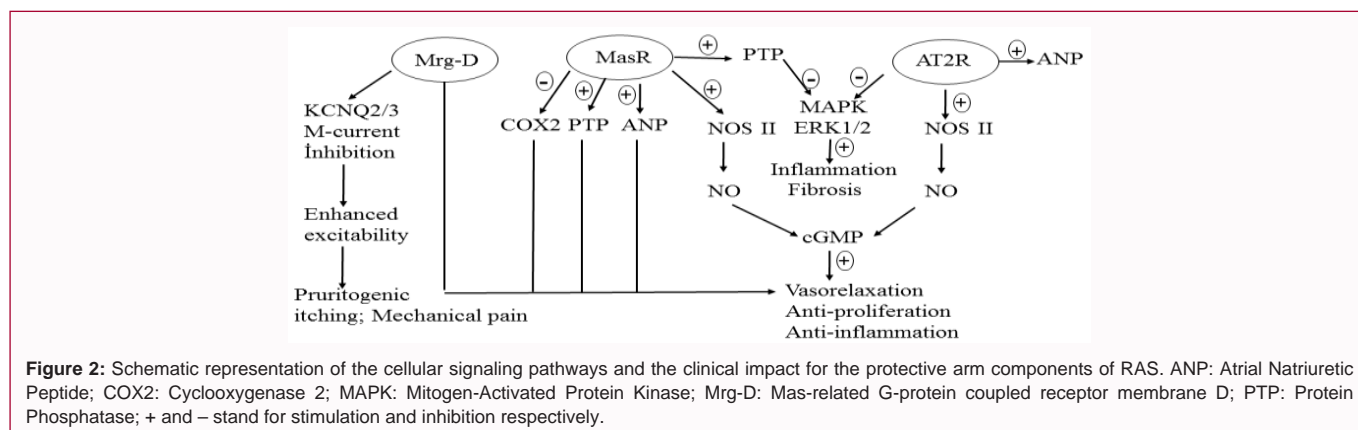 Mrg-D
MasR
AT2R
+
PTP
+
ANP
−
+
+
+
−
−
+
KCNQ2/3
M-current
İnhibition
COX2 PTP ANP
NOS II
MAPK
ERK1/2
NOS II
+
Inflammation
Fibrosis
NO
NO
Enhanced
excitability
cGMP
+
Pruritogenic
itching; Mechanical pain
Vasorelaxation
Anti-proliferation
Anti-inflammation
Figure 2: Schematic representation of the cellular signaling pathways and the clinical impact for the protective arm components of RAS. ANP: Atrial Natriuretic
Peptide; COX2: Cyclooxygenase 2; MAPK: Mitogen-Activated Protein Kinase; Mrg-D: Mas-related G-protein coupled receptor membrane D; PTP: Protein
Phosphatase; + and – stand for stimulation and inhibition respectively.